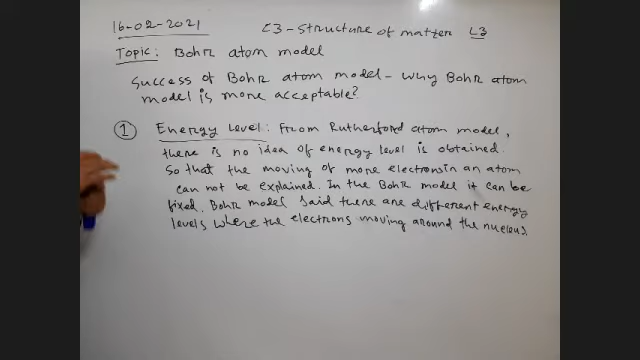 16-02-2021 C3-Structure of matter L3
Topic: Bohr atom model
Success of Bohr atom model - Why Bohr atom
model is more acceptable?
1 Energy Level: From Rutherford atom model,
there is no idea of energy level is obtained.
So that the moving of more electrons in an atom
can not be explained. In the Bohr model it can be
fixed. Bohr model said there are different energy
levels where the electrons moving around the nucleus.